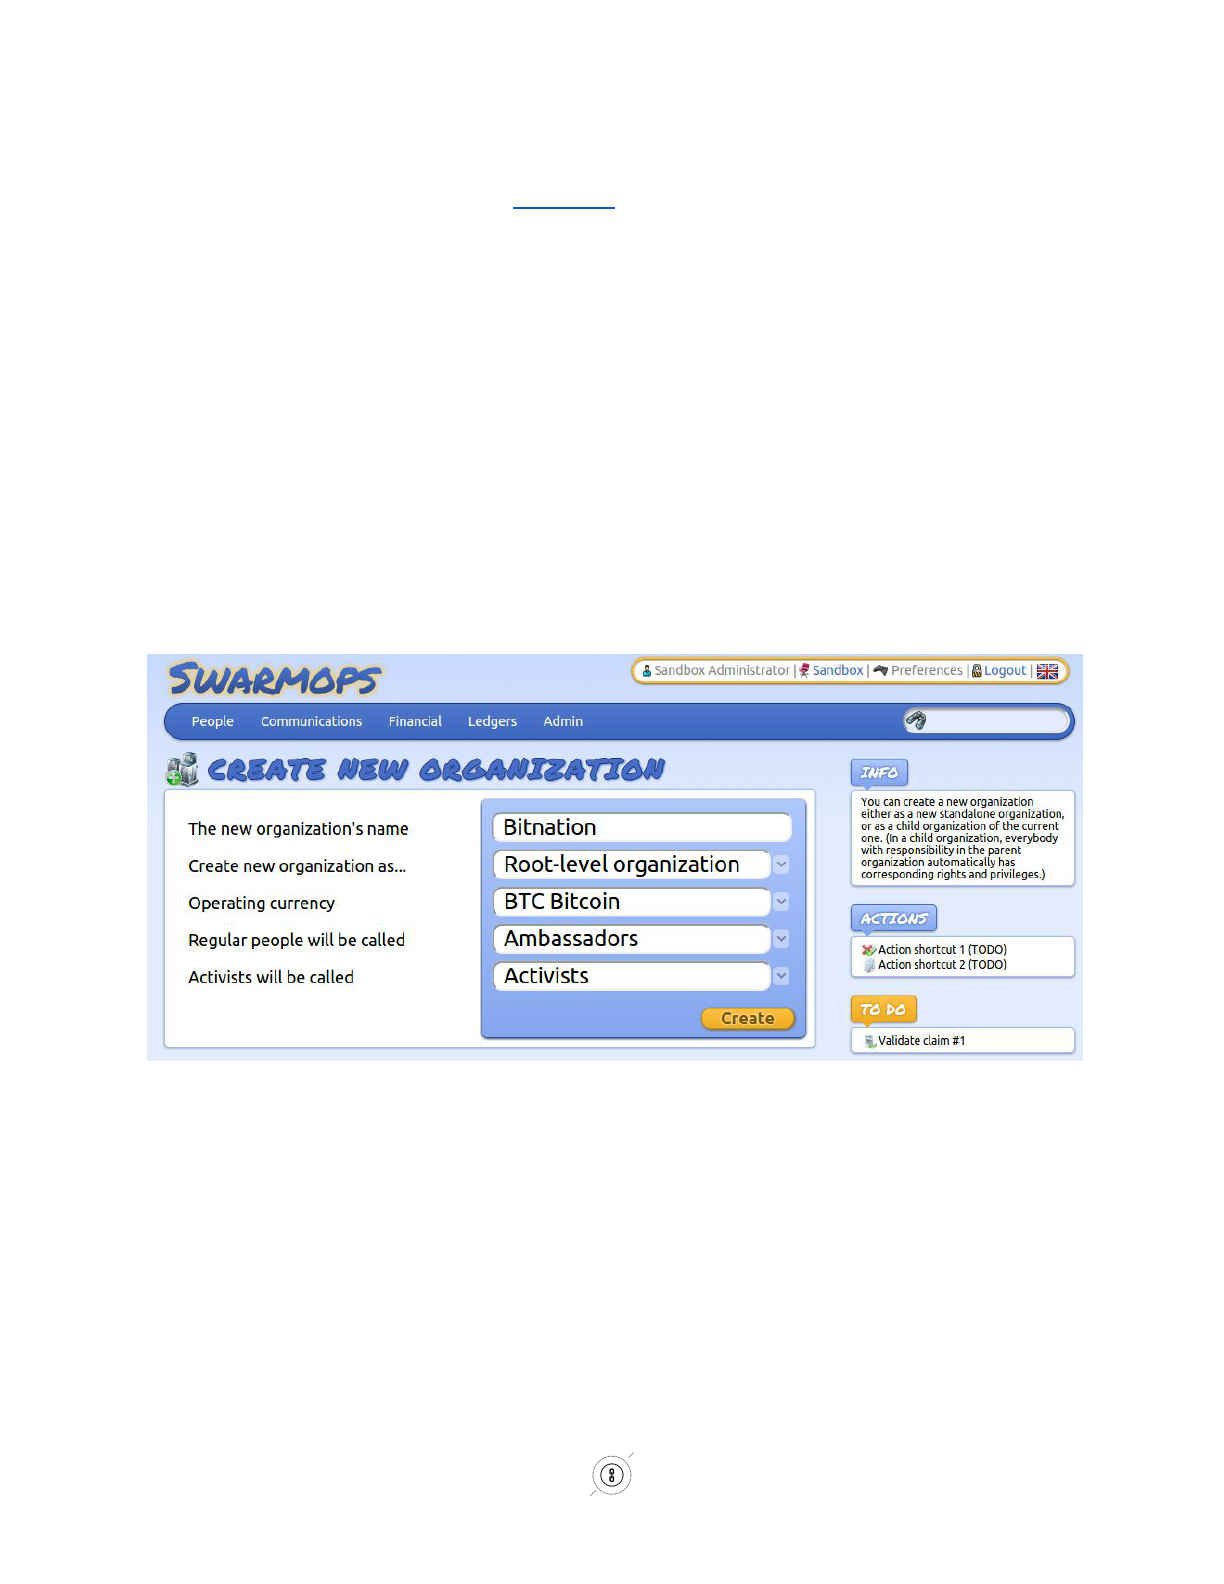 SWARMOPS
Sandbox Administrator | Sandbox | Preferences | Logout |
People Communications Financial Ledgers Admin
CREATE NEW ORGANIZATION
The new organization's name Bitnation
Create new organization as... Root-level organization
Operating currency BTC Bitcoin
Regular people will be called Ambassadors
Activists will be called Activists
Create
INFO
You can create a new organization
either as a new standalone organization,
or as a child organization of the current
one. (In a child organization, everybody
with responsibility in the parent
organization automatically has
corresponding rights and privileges.)
ACTIONS
Action shortcut 1 (TODO)
Action shortcut 2 (TODO)
TO DO
Validate claim #1